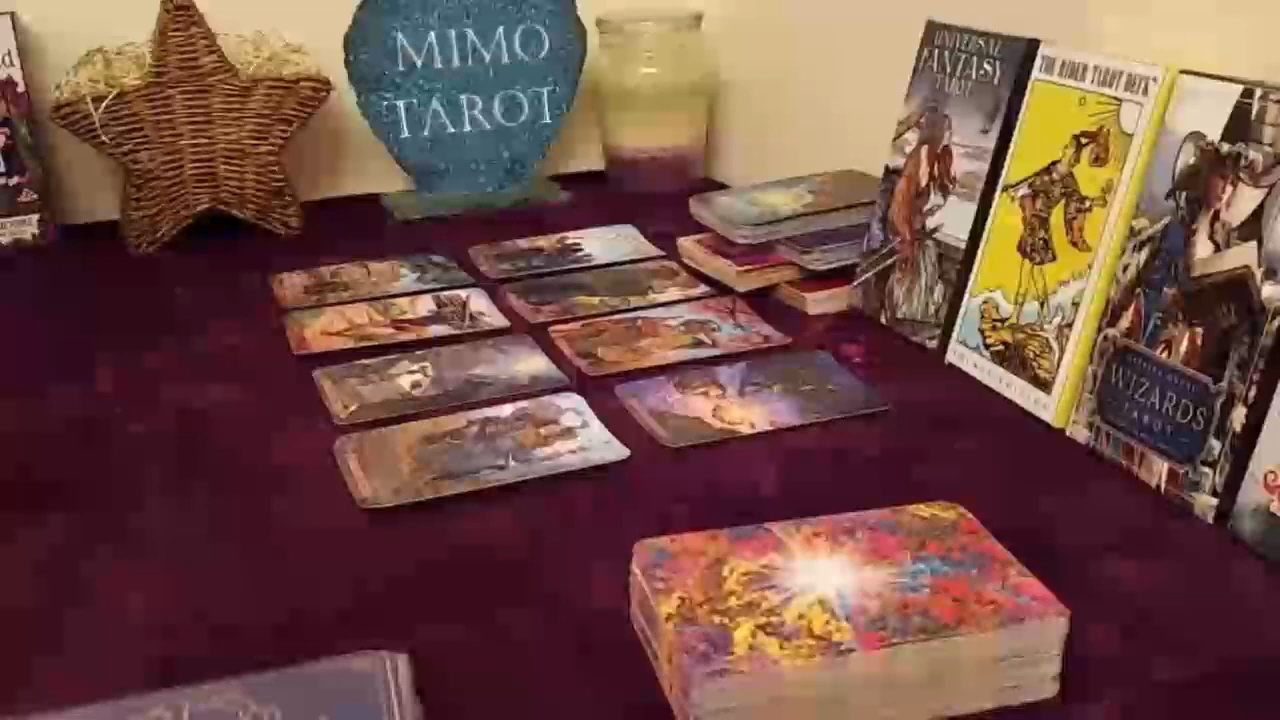 MIMO
TAROT
UNIVERSAL
FANTASY
TAROT
THE RIDER TAROT DECK
WIZARDS
TAROT